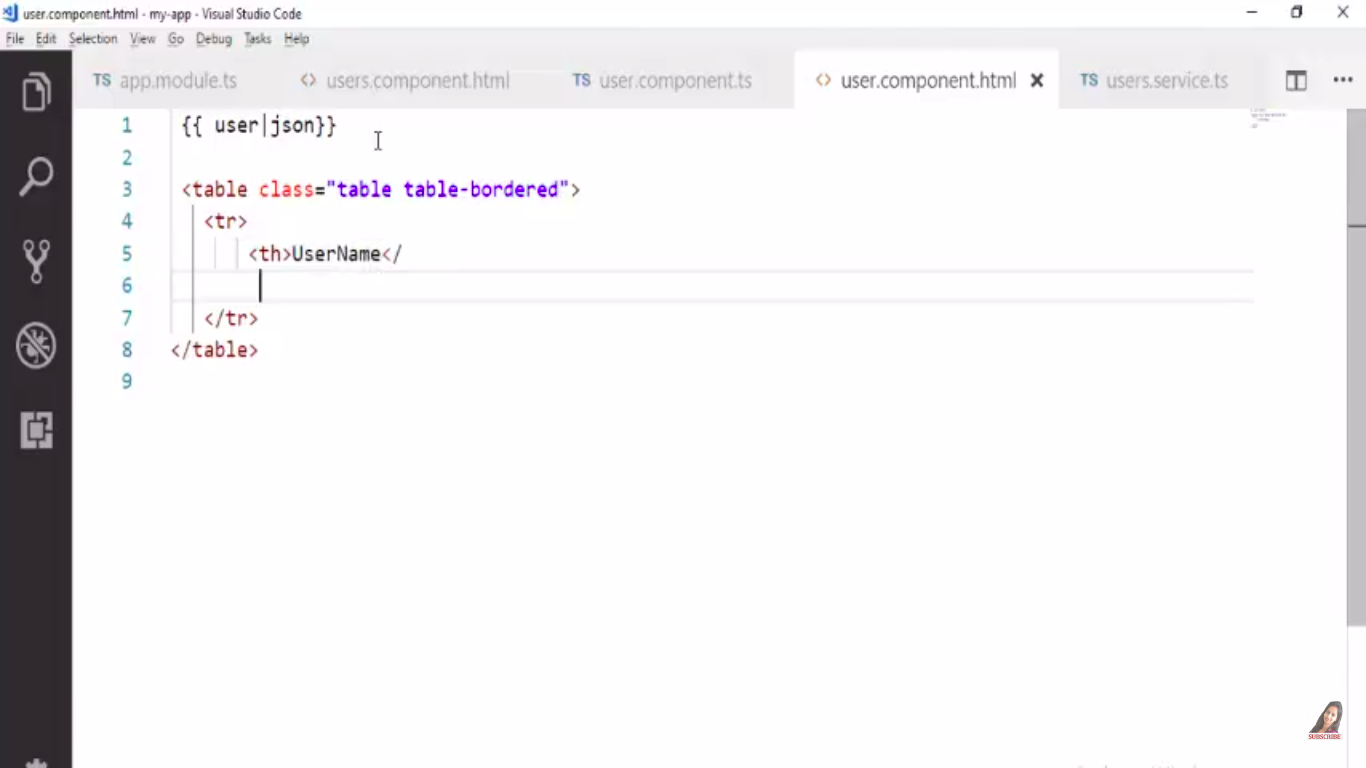 user.component.html - my-app - Visual Studio Code
File Edit Selection View Go Debug Tasks Help
TS app.module.ts <> users.component.html TS user.component.ts <> user.component.html TS users.service.ts
1 {{ user|json}}
2
3 <table class="table table-bordered">
4 <tr>
5 <th>UserName</
6
7 </tr>
8 </table>
9
SUBSCRIBE